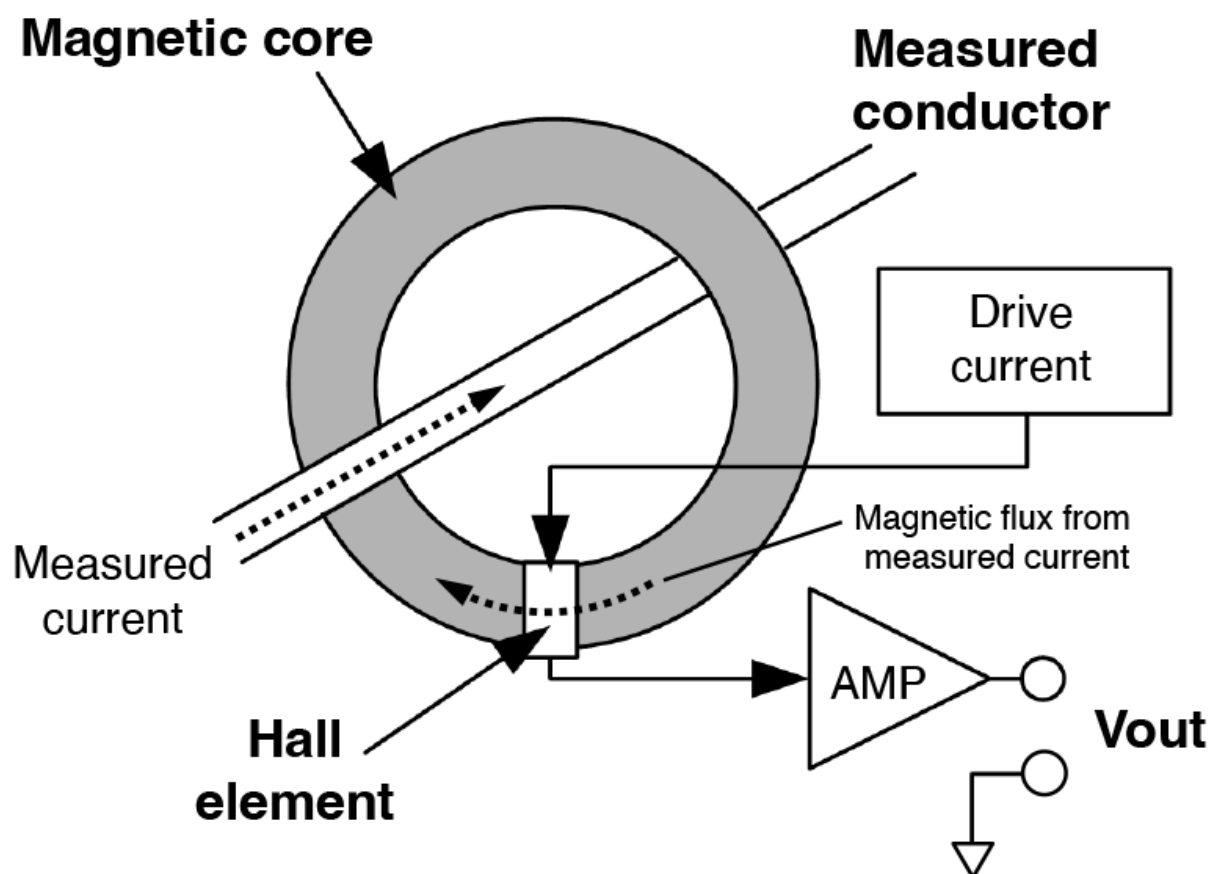 Magnetic core
Measured
conductor
Drive
current
Magnetic flux from
measured current
Measured
current
AMP
Vout
Hall
element